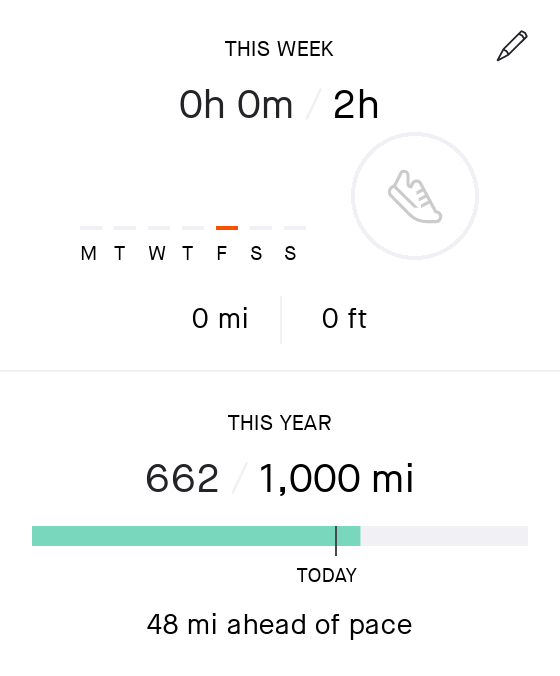 THIS WEEK
0h 0m / 2h
M T W T F S S
0 mi 0 ft
THIS YEAR
662 / 1,000 mi
TODAY
48 mi ahead of pace